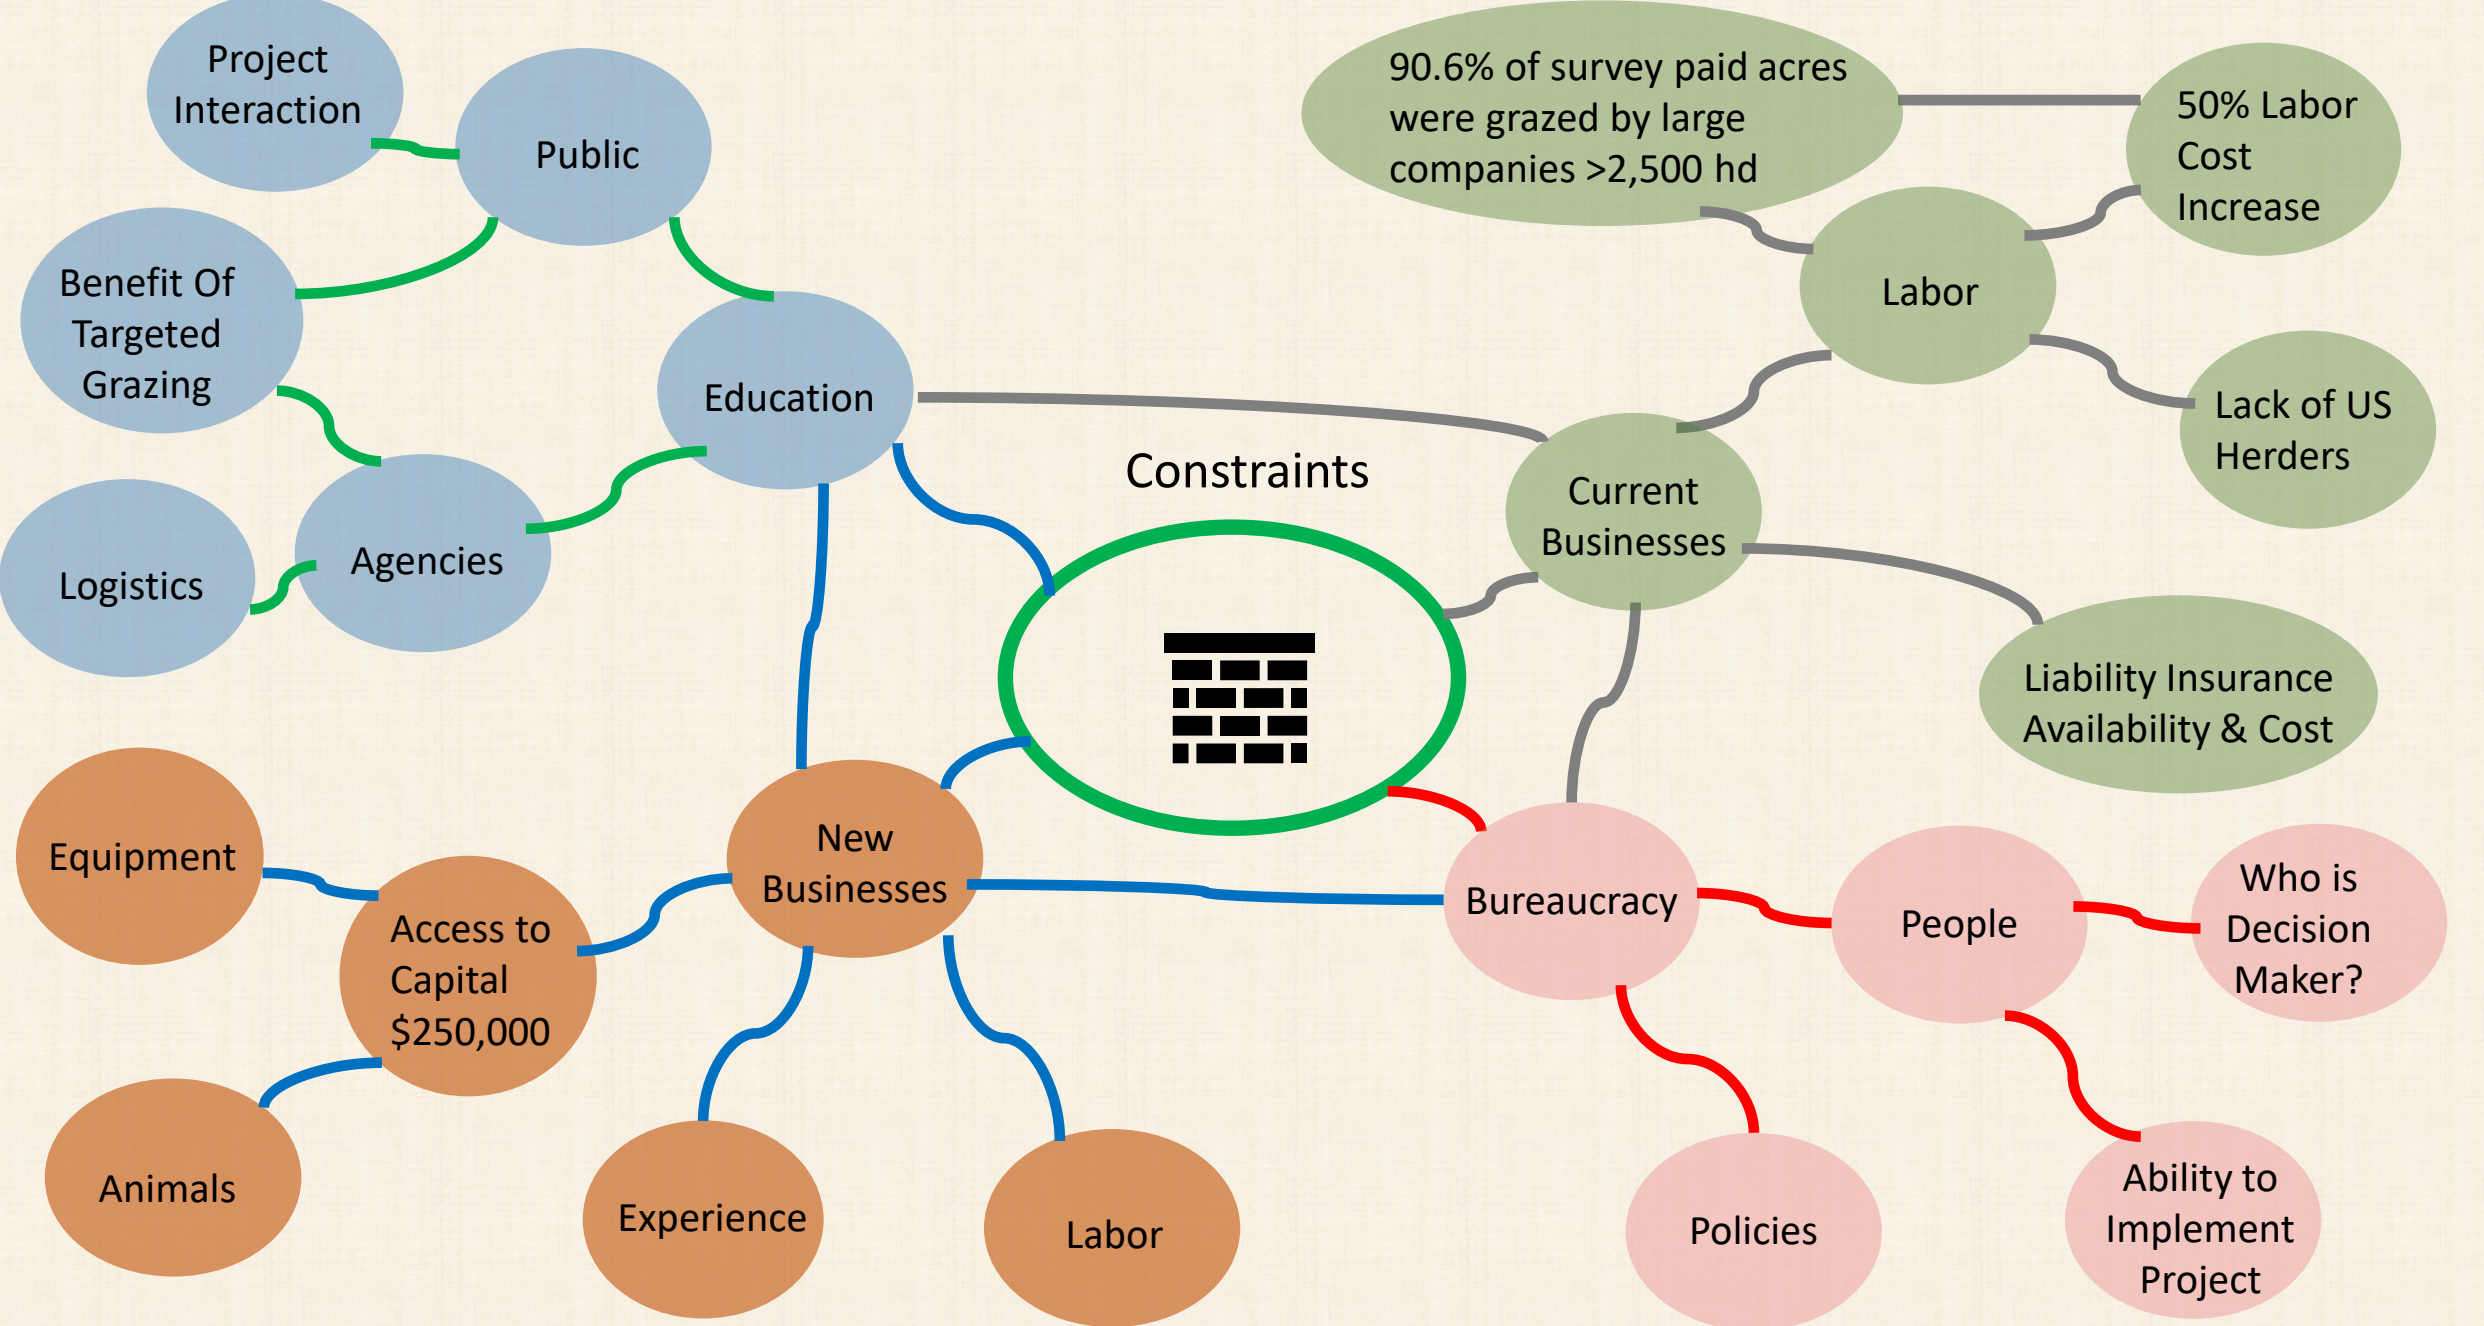 Project
Interaction
Public
Benefit Of
Targeted
Grazing
Education
Agencies
Logistics
Constraints
90.6% of survey paid acres
were grazed by large
companies >2,500 hd
50% Labor
Cost
Increase
Labor
Lack of US
Herders
Current
Businesses
Liability Insurance
Availability & Cost
Equipment
Access to
Capital
$250,000
Animals
New
Businesses
Experience
Labor
Bureaucracy
People
Who is
Decision
Maker?
Policies
Ability to
Implement
Project